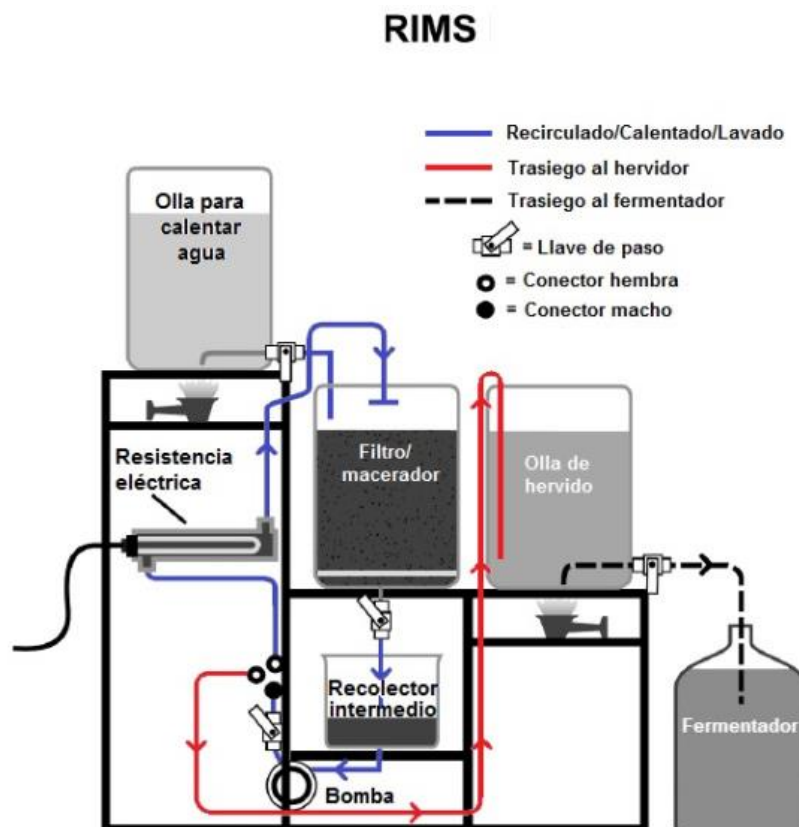 RIMS
Recirculado/Calentado/Lavado
Trasiego al hervidor
Trasiego al fermentador
= Llave de paso
= Conector hembra
= Conector macho
Olla para
calentar
agua
Resistencia
eléctrica
Filtro/
macerador
Olla de
hervido
Recolector
intermedio
Bomba
Fermentador